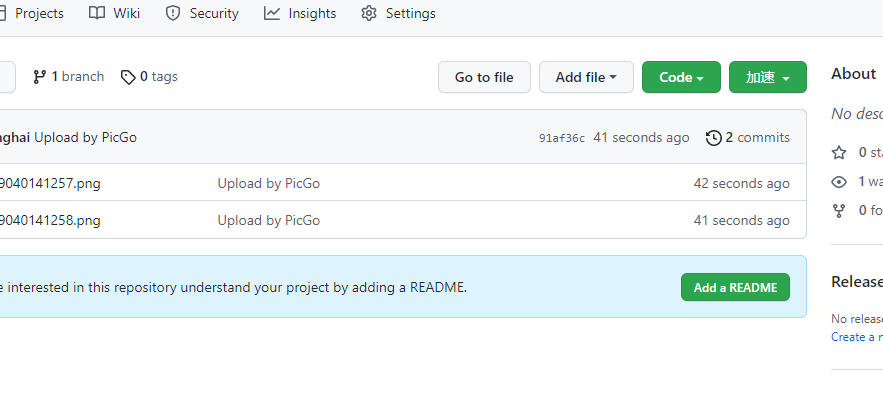 Projects Wiki Security Insights Settings
1 branch 0 tags Go to file Add file Code 加速 About
No desc
nghai Upload by PicGo 91af36c 41 seconds ago 2 commits
0 sta
9040141257.png Upload by PicGo 42 seconds ago
1 wa
9040141258.png Upload by PicGo 41 seconds ago
0 fo
e interested in this repository understand your project by adding a README. Add a README
Release
No release
Create a n